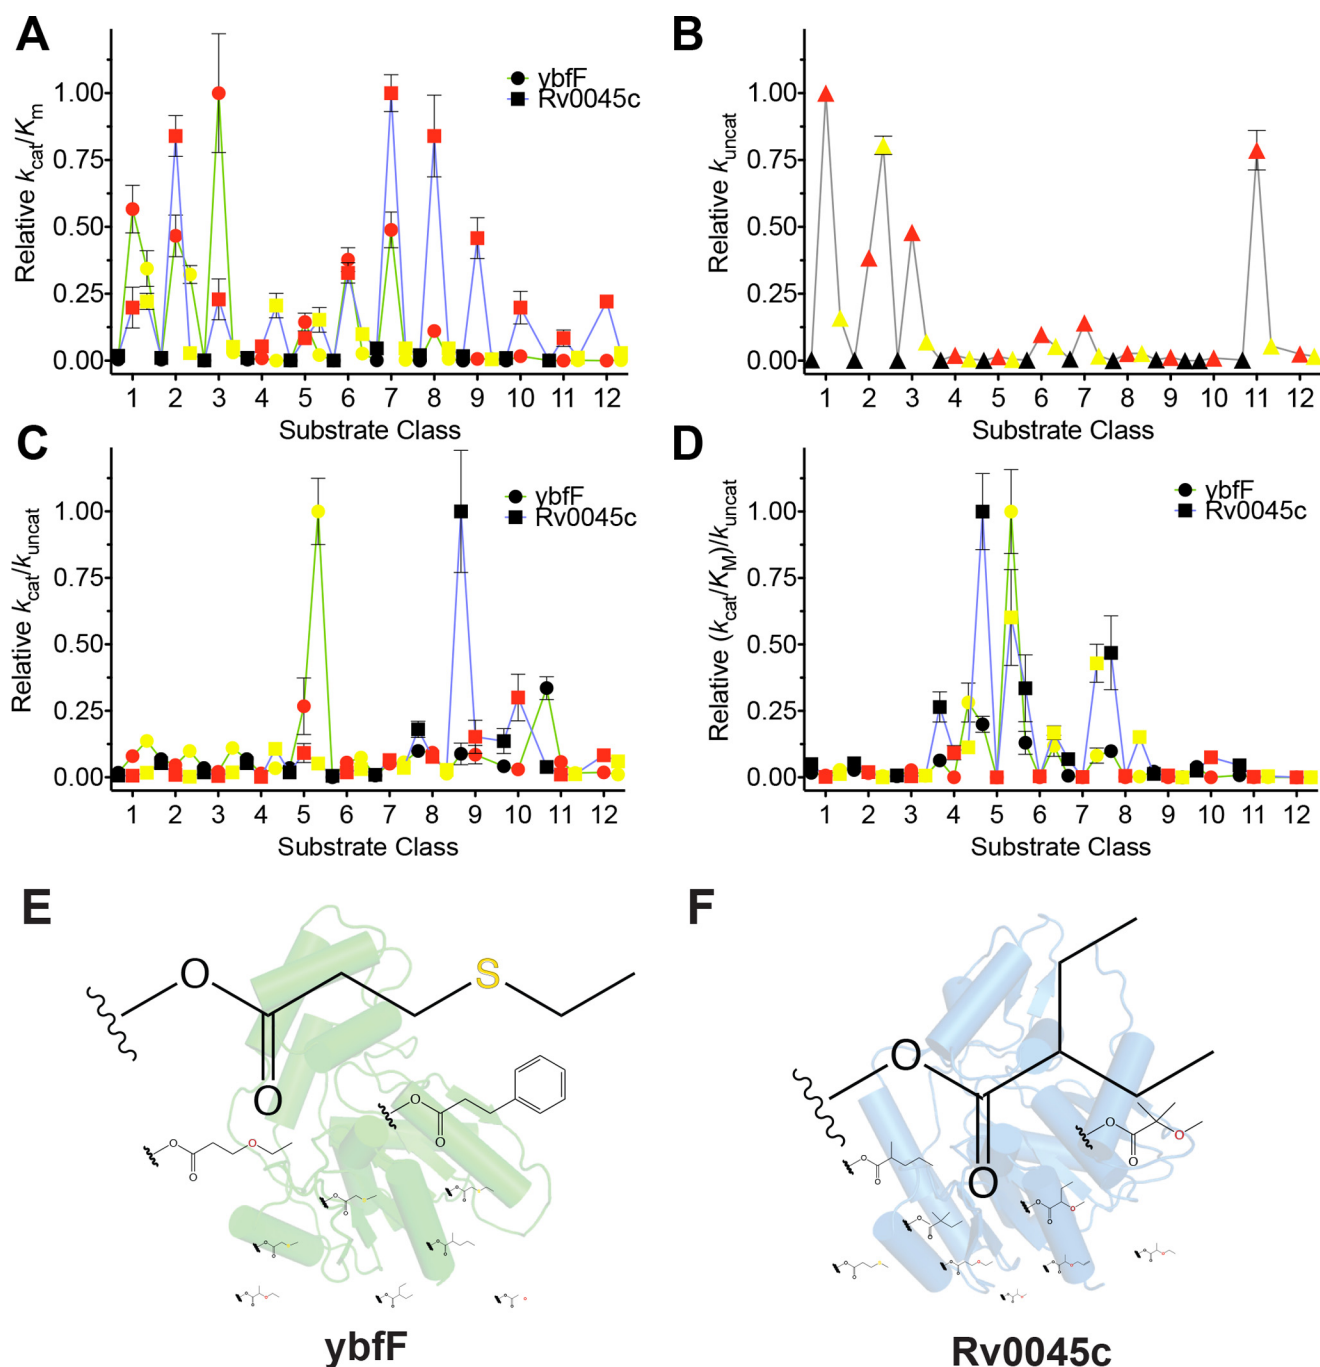 A
Relative kcat/Km
1.00
0.75
0.50
0.25
0.00
ybfF
Rv0045c
1 2 3 4 5 6 7 8 9 10 11 12
Substrate Class
B
Relative kuncat
1.00
0.75
0.50
0.25
0.00
1 2 3 4 5 6 7 8 9 10 11 12
Substrate Class
C
Relative kcat/kuncat
1.00
0.75
0.50
0.25
0.00
ybfF
Rv0045c
1 2 3 4 5 6 7 8 9 10 11 12
Substrate Class
D
Relative (kcat/KM)/kuncat
1.00
0.75
0.50
0.25
0.00
ybfF
Rv0045c
1 2 3 4 5 6 7 8 9 10 11 12
Substrate Class
E
O
S
O
O
O
O
O
O
ybfF
F
O
O
O
O
O
O
O
Rv0045c